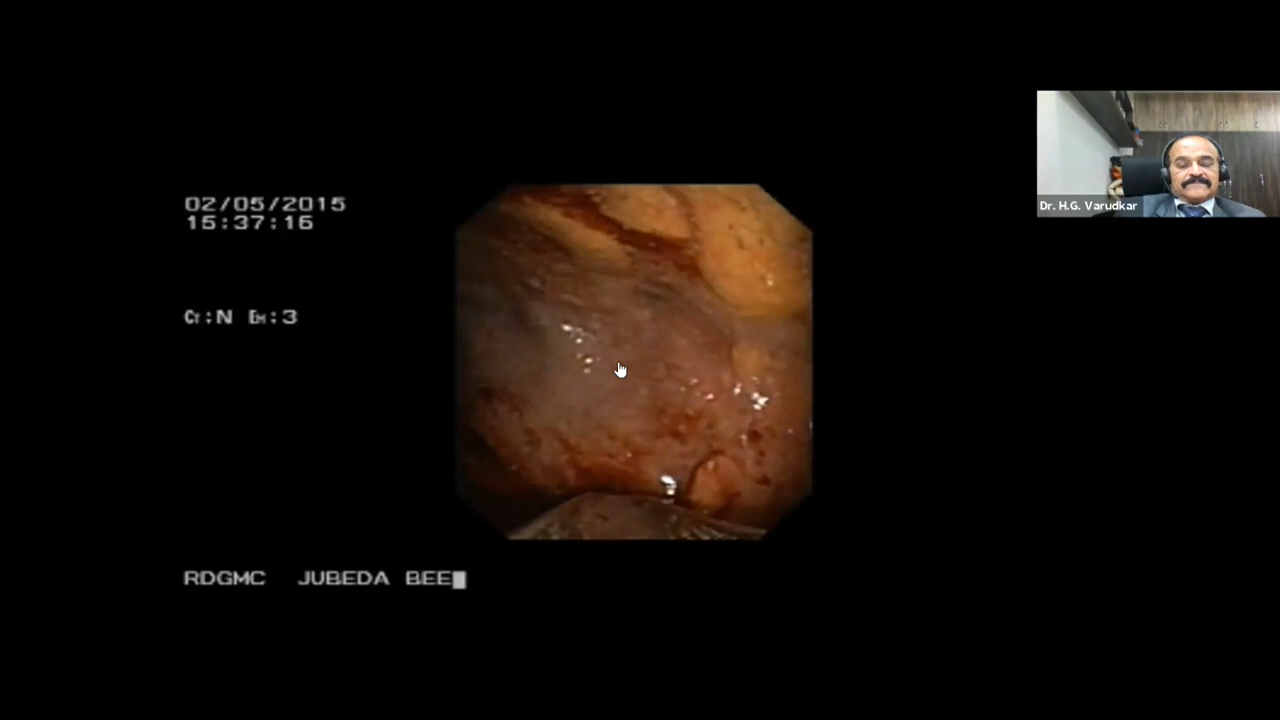 02/05/2015
15:37:16
Ct:N Eh:3
RDGMC JUBEDA BEE
Dr. H.G. Varudkar